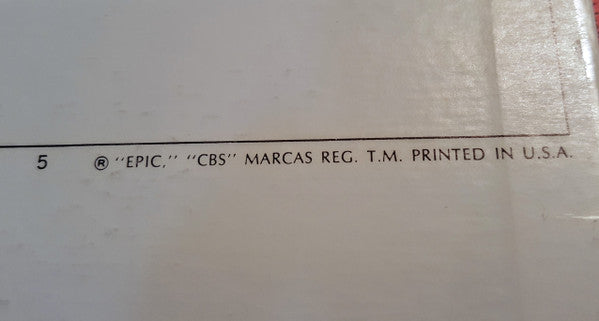 5 ® "EPIC," "CBS" MARCAS REG. T.M. PRINTED IN U.S.A.